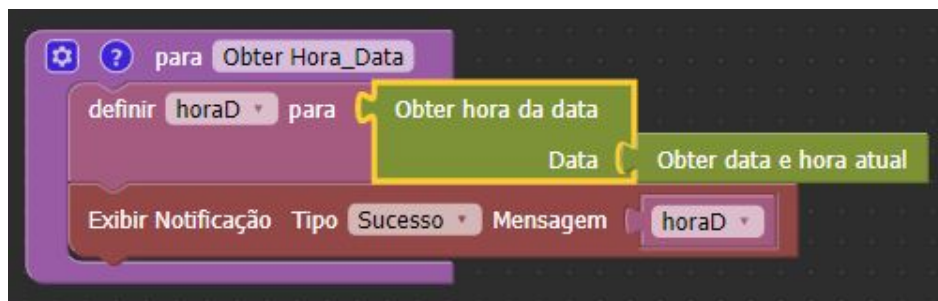 ? para Obter Hora_Data
definir horaD para Obter hora da data
Data Obter data e hora atual
Exibir Notificação Tipo Sucesso Mensagem horaD